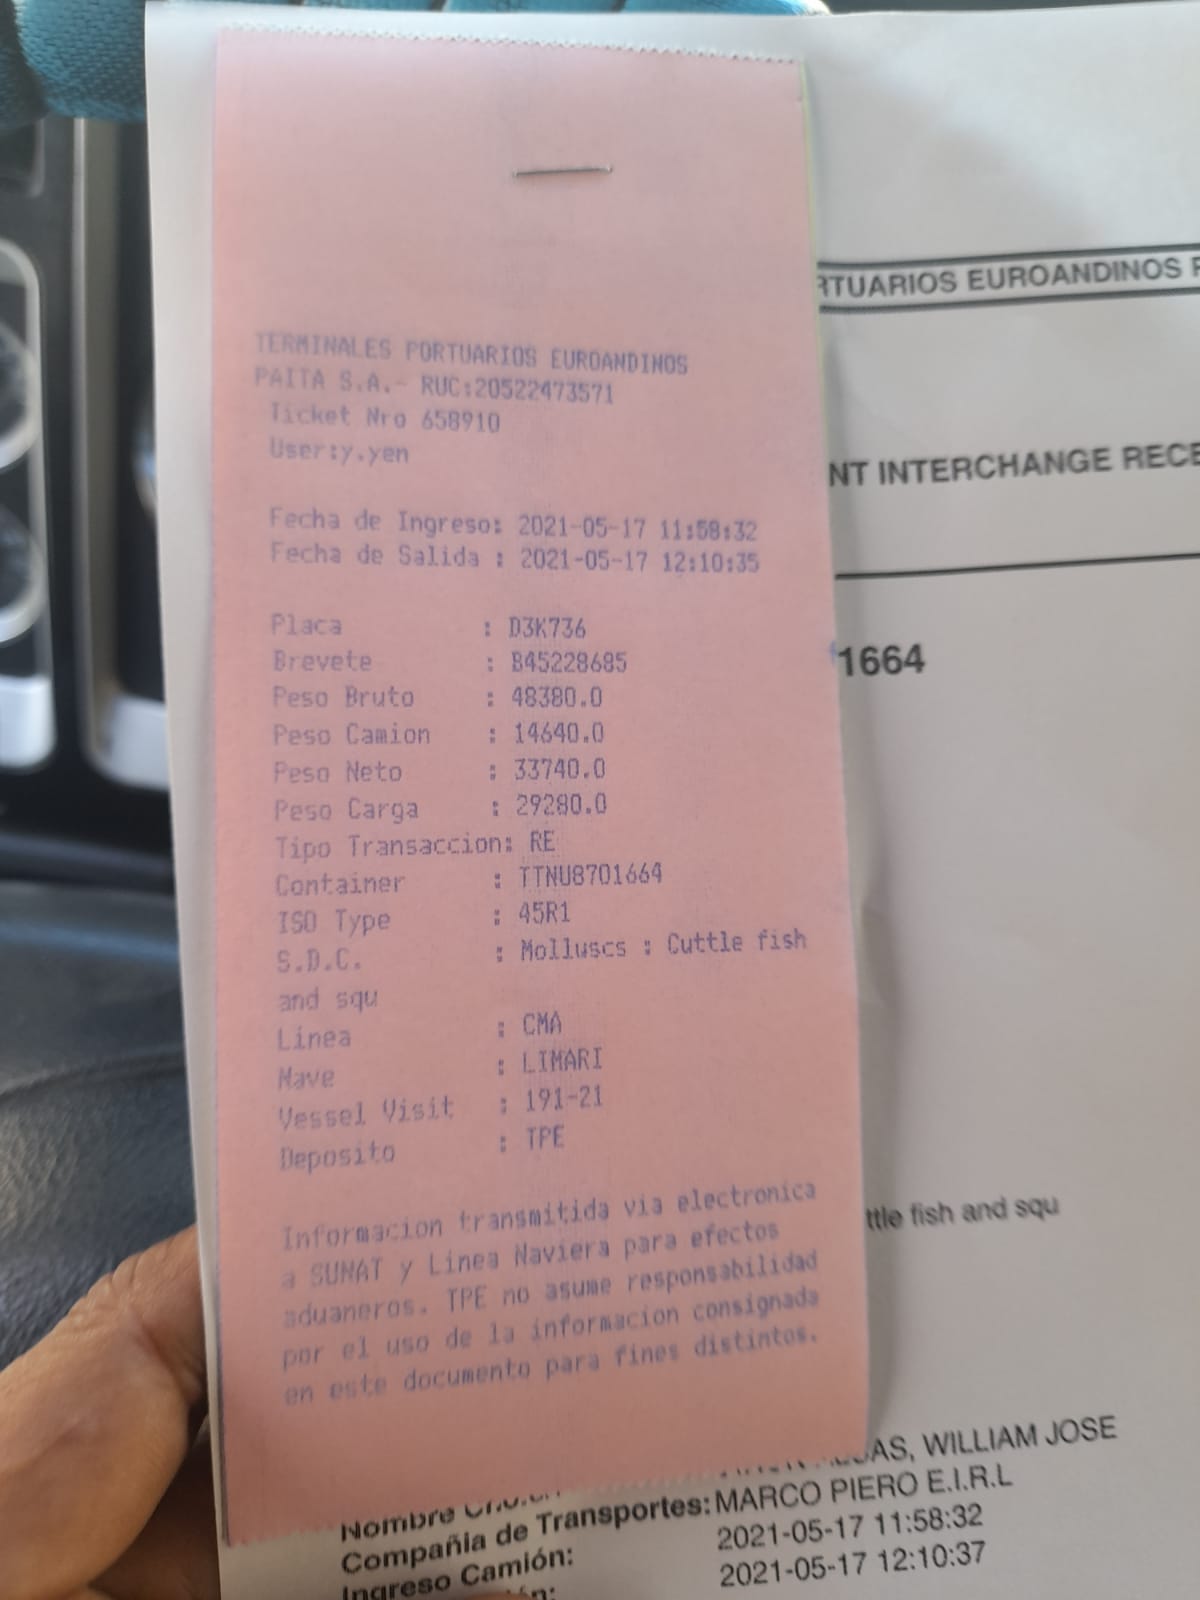 TERMINALES PORTUARIOS EUROANDINOS
PAITA S.A.- RUC:20522473571
Ticket Nro 658910
User:y.yen
Fecha de Ingreso: 2021-05-17 11:58:32
Fecha de Salida : 2021-05-17 12:10:35
Placa : D3K736
Brevete : B45228685
Peso Bruto : 48380.0
Peso Camion : 14640.0
Peso Neto : 33740.0
Peso Carga : 29280.0
Tipo Transaccion: RE
Container : TTNU8701664
ISO Type : 45R1
S.D.C. : Molluscs : Cuttle fish
and squ
Linea : CMA
Nave : LIMARI
Vessel Visit : 191-21
Deposito : TPE
Informacion transmitida via electronica
a SUNAT y Linea Naviera para efectos
aduaneros. TPE no asume responsabilidad
por el uso de la informacion consignada
en este documento para fines distintos.
RTUARIOS EUROANDINOS P
NT INTERCHANGE RECE
1664
ttle fish and squ
Nombre AS, WILLIAM JOSE
Compañia de Transportes: MARCO PIERO E.I.R.L
Ingreso Camión: 2021-05-17 11:58:32
2021-05-17 12:10:37